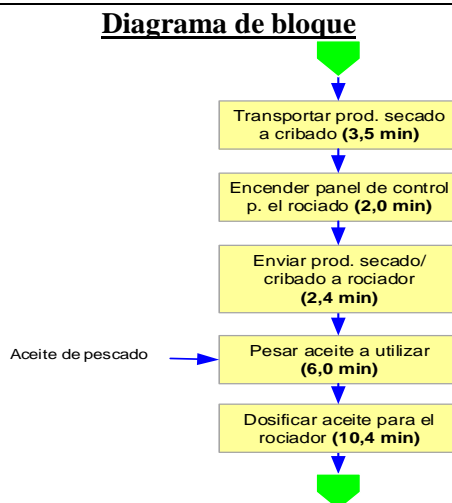 Diagrama de bloque
Transportar prod. secado
a cribado (3,5 min)
Encender panel de control
p. el rociado (2,0 min)
Enviar prod. secado/
cribado a rociador
(2,4 min)
Aceite de pescado
Pesar aceite a utilizar
(6,0 min)
Dosificar aceite para el
rociador (10,4 min)